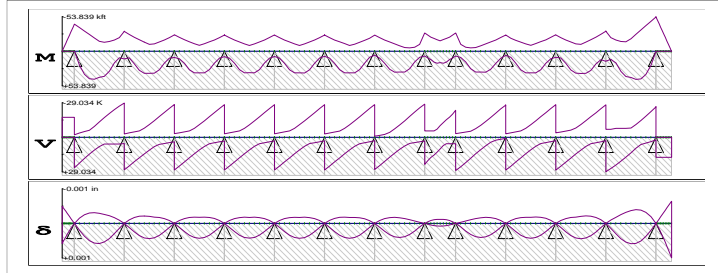 -53.839 kft
M
+53.839
-29.034 K
V
+29.034
-0.001 in
δ
+0.001